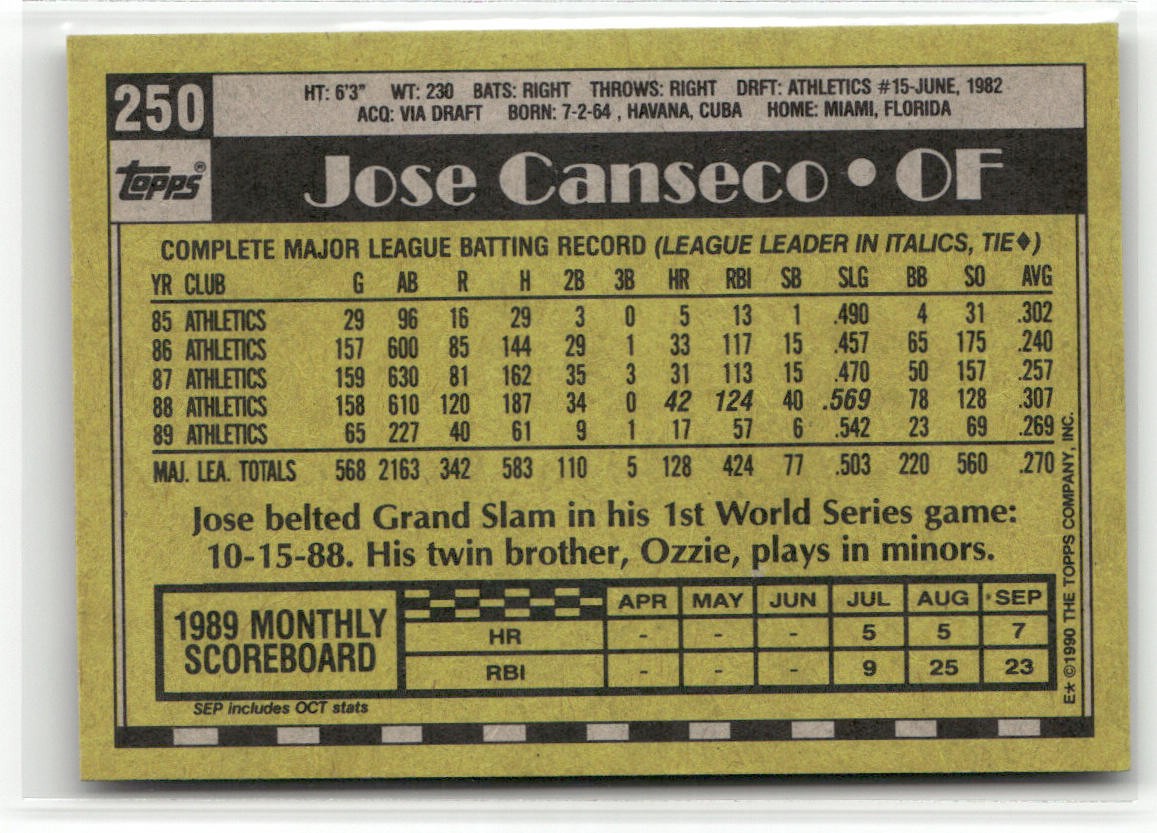 250
HT: 6'3" WT: 230 BATS: RIGHT THROWS: RIGHT DRFT: ATHLETICS #15-JUNE, 1982
ACQ: VIA DRAFT BORN: 7-2-64 , HAVANA, CUBA HOME: MIAMI, FLORIDA
topps®
Jose Canseco • OF
COMPLETE MAJOR LEAGUE BATTING RECORD (LEAGUE LEADER IN ITALICS, TIE♦)
YR CLUB G AB R H 2B 3B HR RBI SB SLG BB SO AVG
85 ATHLETICS 29 96 16 29 3 0 5 13 1 .490 4 31 .302
86 ATHLETICS 157 600 85 144 29 1 33 117 15 .457 65 175 .240
87 ATHLETICS 159 630 81 162 35 3 31 113 15 .470 50 157 .257
88 ATHLETICS 158 610 120 187 34 0 42 124 40 .569 78 128 .307
89 ATHLETICS 65 227 40 61 9 1 17 57 6 .542 23 69 .269
MAJ. LEA. TOTALS 568 2163 342 583 110 5 128 424 77 .503 220 560 .270
Jose belted Grand Slam in his 1st World Series game:
10-15-88. His twin brother, Ozzie, plays in minors.
1989 MONTHLY
SCOREBOARD
APR MAY JUN JUL AUG SEP
HR - - - 5 5 7
RBI - - - 9 25 23
SEP includes OCT stats
E★ ©1990 THE TOPPS COMPANY, INC.